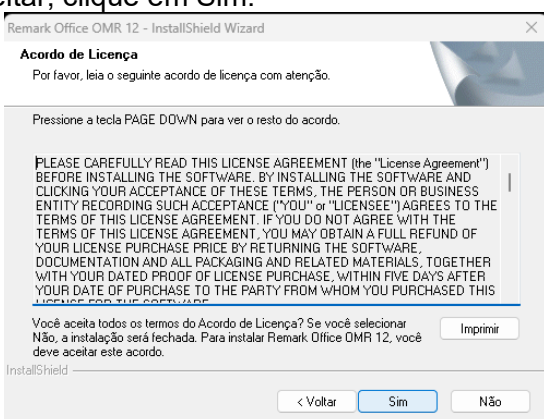 clique em Sim.
Remark Office OMR 12 - InstallShield Wizard
Acordo de Licença
Por favor, leia o seguinte acordo de licença com atenção.
Pressione a tecla PAGE DOWN para ver o resto do acordo.
PLEASE CAREFULLY READ THIS LICENSE AGREEMENT (the "License Agreement")
BEFORE INSTALLING THE SOFTWARE. BY INSTALLING THE SOFTWARE AND
CLICKING YOUR ACCEPTANCE OF THESE TERMS, THE PERSON OR BUSINESS
ENTITY RECORDING SUCH ACCEPTANCE ("YOU" or "LICENSEE") AGREES TO THE
TERMS OF THIS LICENSE AGREEMENT. IF YOU DO NOT AGREE WITH THE
TERMS OF THIS LICENSE AGREEMENT, YOU MAY OBTAIN A FULL REFUND OF
YOUR LICENSE PURCHASE PRICE BY RETURNING THE SOFTWARE,
DOCUMENTATION AND ALL PACKAGING AND RELATED MATERIALS, TOGETHER
WITH YOUR DATED PROOF OF LICENSE PURCHASE, WITHIN FIVE DAYS AFTER
YOUR DATE OF PURCHASE TO THE PARTY FROM WHOM YOU PURCHASED THIS
LICENSE FOR THE SOFTWARE
Você aceita todos os termos do Acordo de Licença? Se você selecionar
Não, a instalação será fechada. Para instalar Remark Office OMR 12, você
deve aceitar este acordo.
Imprimir
InstallShield
< Voltar
Sim
Não